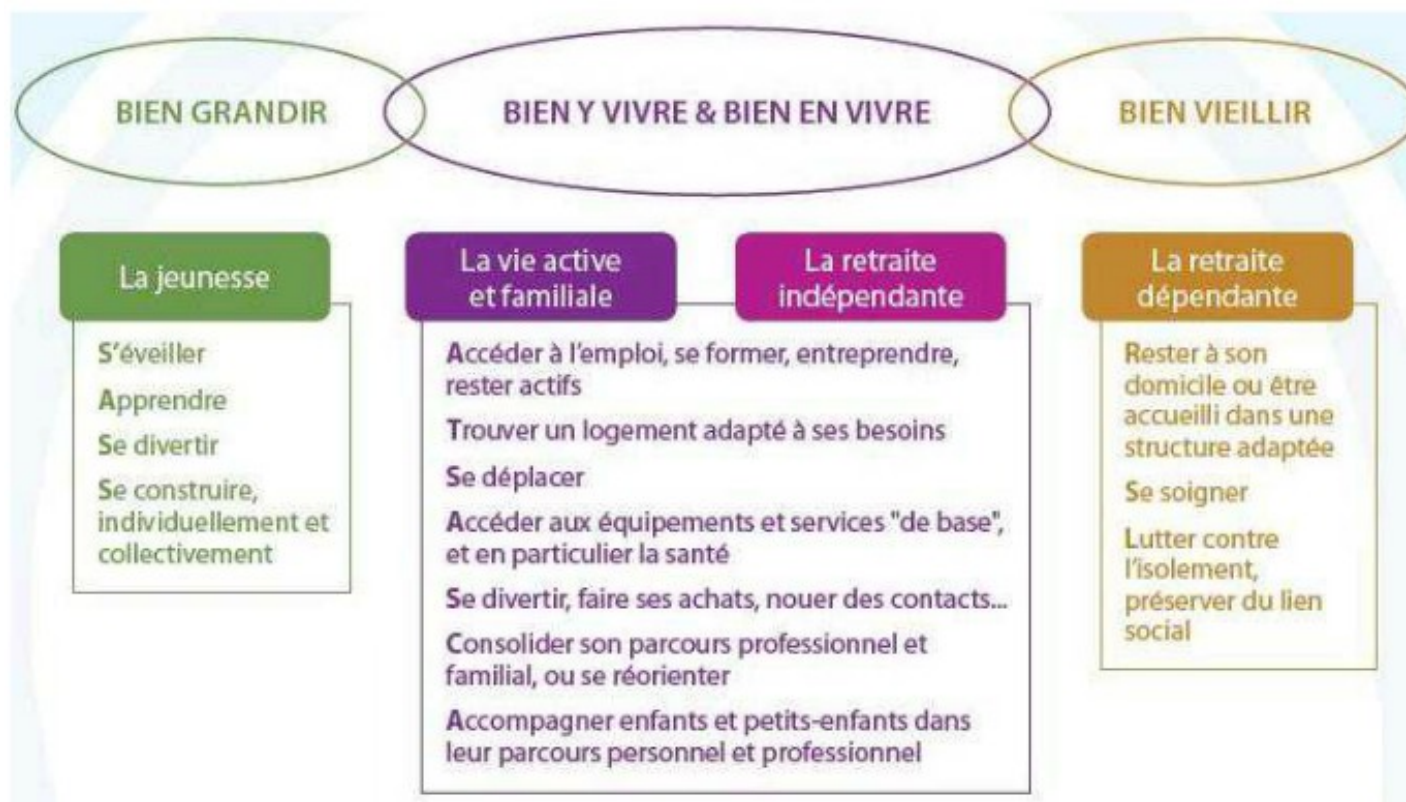 BIEN GRANDIR
BIEN Y VIVRE & BIEN EN VIVRE
BIEN VIEILLIR
La jeunesse
S'éveiller
Apprendre
Se divertir
Se construire,
individuellement et
collectivement
La vie active
et familiale
La retraite
indépendante
Accéder à l'emploi, se former, entreprendre,
rester actifs
Trouver un logement adapté à ses besoins
Se déplacer
Accéder aux équipements et services "de base",
et en particulier la santé
Se divertir, faire ses achats, nouer des contacts...
Consolider son parcours professionnel et
familial, ou se réorienter
Accompagner enfants et petits-enfants dans
leur parcours personnel et professionnel
La retraite
dépendante
Rester à son
domicile ou être
accueilli dans une
structure adaptée
Se soigner
Lutter contre
l'isolement,
préserver du lien
social